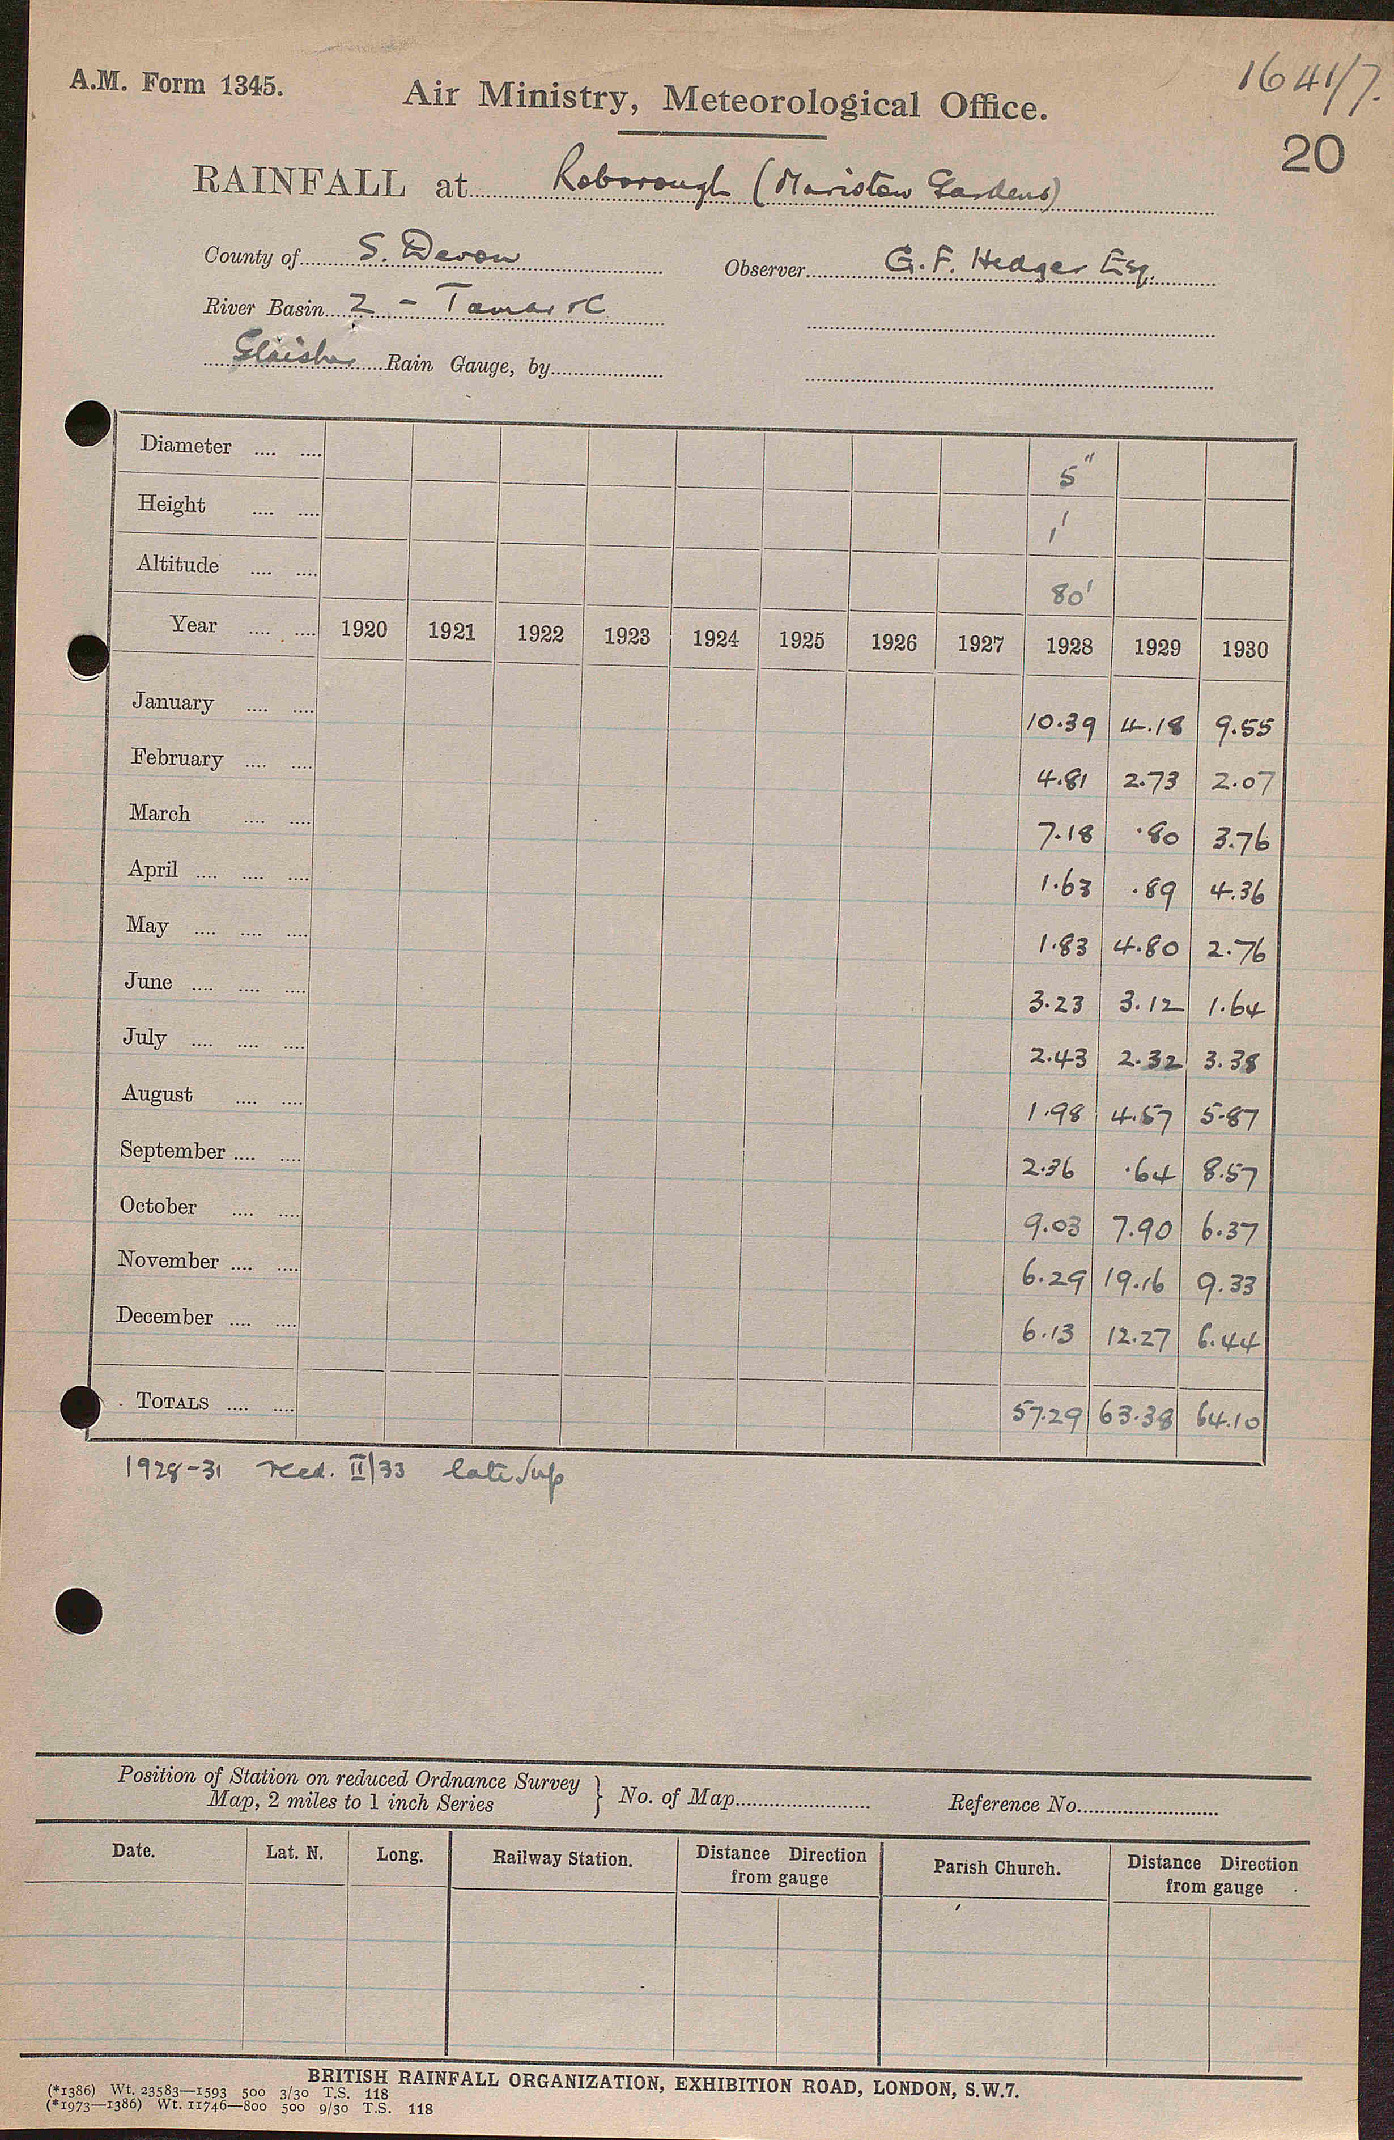 A.M. Form 1345.
1641/7.
Air Ministry, Meteorological Office.
20
RAINFALL at Roborough (Maristow Gardens)
County of S. Devon Observer G. F. Hedger Esq.
River Basin 2 - Tamar &c
Glaisher Rain Gauge, by
Diameter 5"
Height 1'
Altitude 80'
Year 1920 1921 1922 1923 1924 1925 1926 1927 1928 1929 1930
January 10.39 4.18 9.55
February 4.81 2.73 2.07
March 7.18 .80 3.76
April 1.63 .89 4.36
May 1.83 4.80 2.76
June 3.23 3.12 1.64
July 2.43 2.32 3.38
August 1.98 4.57 5.87
September 2.36 .64 8.57
October 9.03 7.90 6.37
November 6.29 19.16 9.33
December 6.13 12.27 6.44
TOTALS 57.29 63.38 64.10
1928-31 recd. II/33 late
Position of Station on reduced Ordnance Survey
Map, 2 miles to 1 inch Series } No. of Map Reference No.
Date. Lat. N. Long. Railway Station. Distance Direction from gauge Parish Church. Distance Direction from gauge
BRITISH RAINFALL ORGANIZATION, EXHIBITION ROAD, LONDON, S.W.7.
(*1386) Wt. 23583—1593 500 3/30 T.S. 118
(*1973—1386) Wt. 11746—800 500 9/30 T.S. 118